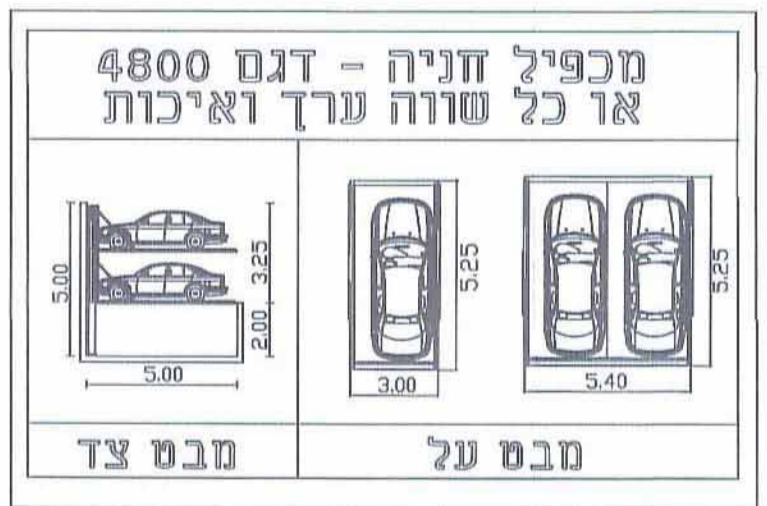 מכפיל חניה - דגם 4800
או כל שווה ערך ואיכות
5.25
5.25
3.00
5.40
5.00
3.25
2.00
5.00
מבט על
מבט צד